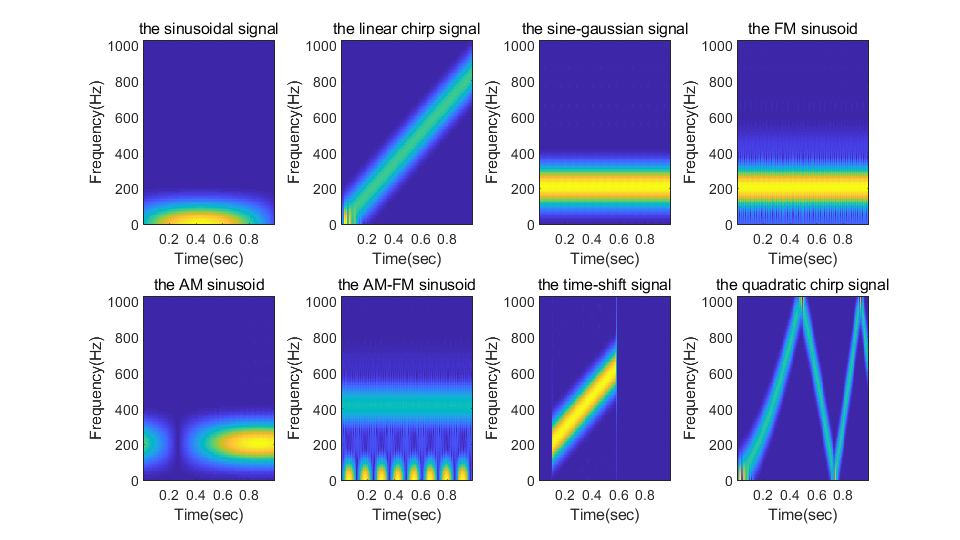 the sinusoidal signal
1000
800
600
400
200
0
Frequency(Hz)
0.2 0.4 0.6 0.8
Time(sec)
the linear chirp signal
1000
800
600
400
200
0
Frequency(Hz)
0.2 0.4 0.6 0.8
Time(sec)
the sine-gaussian signal
1000
800
600
400
200
0
Frequency(Hz)
0.2 0.4 0.6 0.8
Time(sec)
the FM sinusoid
1000
800
600
400
200
0
Frequency(Hz)
0.2 0.4 0.6 0.8
Time(sec)
the AM sinusoid
1000
800
600
400
200
0
Frequency(Hz)
0.2 0.4 0.6 0.8
Time(sec)
the AM-FM sinusoid
1000
800
600
400
200
0
Frequency(Hz)
0.2 0.4 0.6 0.8
Time(sec)
the time-shift signal
1000
800
600
400
200
0
Frequency(Hz)
0.2 0.4 0.6 0.8
Time(sec)
the quadratic chirp signal
1000
800
600
400
200
0
Frequency(Hz)
0.2 0.4 0.6 0.8
Time(sec)